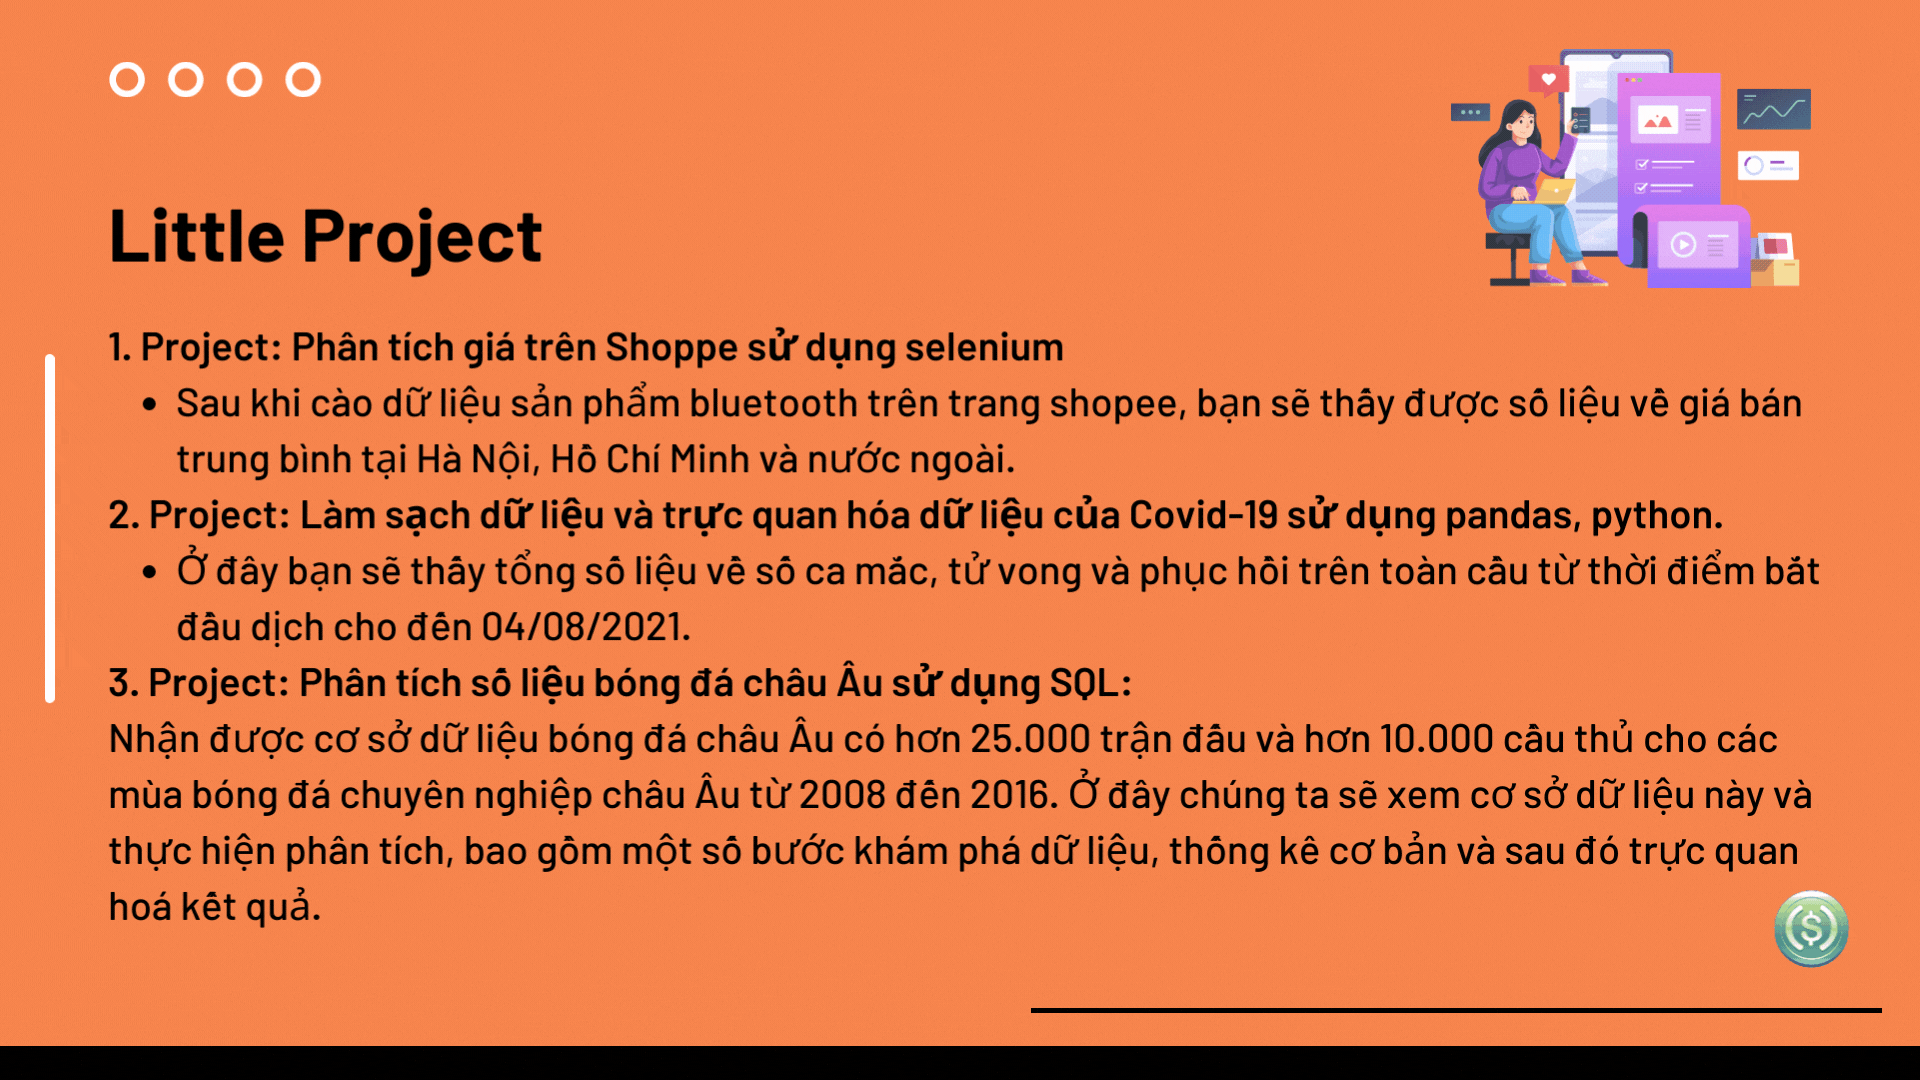 Little Project
1. Project: Phân tích giá trên Shoppe sử dụng selenium
• Sau khi cào dữ liệu sản phẩm bluetooth trên trang shopee, bạn sẽ thấy được số liệu về giá bán
trung bình tại Hà Nội, Hồ Chí Minh và nước ngoài.
2. Project: Làm sạch dữ liệu và trực quan hóa dữ liệu của Covid-19 sử dụng pandas, python.
• Ở đây bạn sẽ thấy tổng số liệu về số ca mắc, tử vong và phục hồi trên toàn cầu từ thời điểm bắt
đầu dịch cho đến 04/08/2021.
3. Project: Phân tích số liệu bóng đá châu Âu sử dụng SQL:
Nhận được cơ sở dữ liệu bóng đá châu Âu có hơn 25.000 trận đấu và hơn 10.000 cầu thủ cho các
mùa bóng đá chuyên nghiệp châu Âu từ 2008 đến 2016. Ở đây chúng ta sẽ xem cơ sở dữ liệu này và
thực hiện phân tích, bao gồm một số bước khám phá dữ liệu, thống kê cơ bản và sau đó trực quan
hoá kết quả.
$